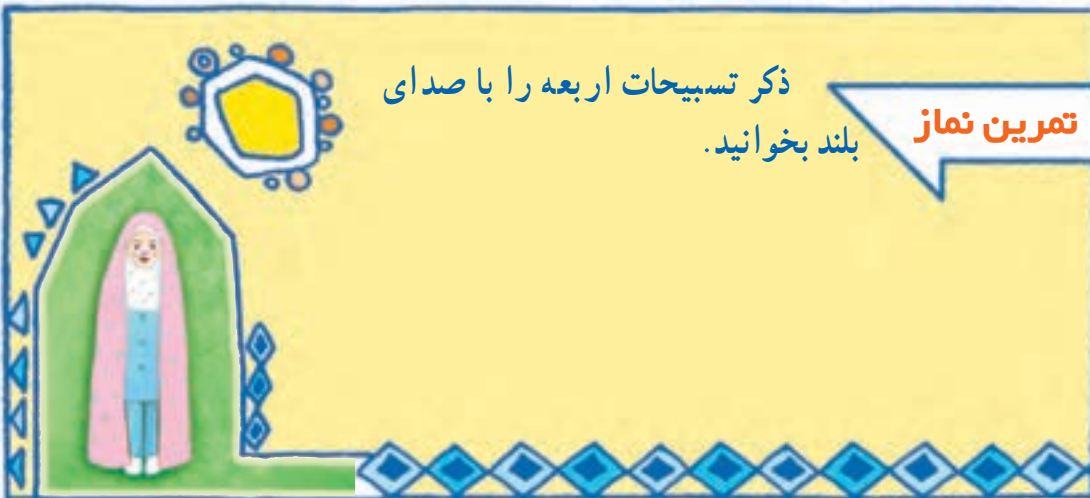 تمرین نماز
ذکر تسبیحات اربعه را با صدای
بلند بخوانید.